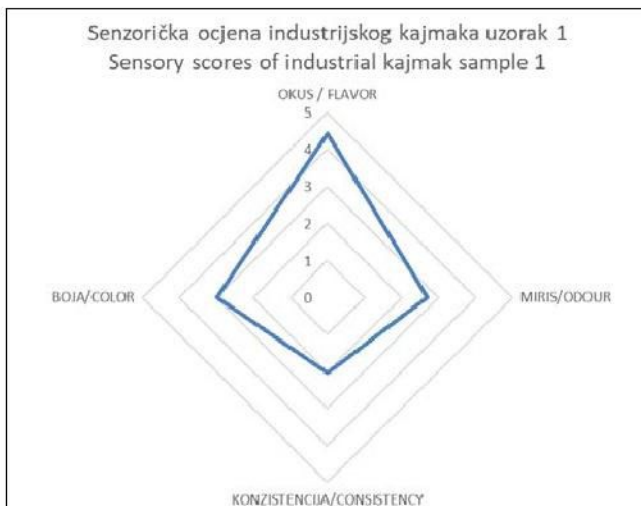 Senzorička ocjena industrijskog kajmaka uzorak 1
Sensory scores of industrial kajmak sample 1
OKUS / FLAVOR
5
4
3
2
1
0
BOJA/COLOR
MIRIS/ODOUR
KONZISTENCIJA/CONSISTENCY